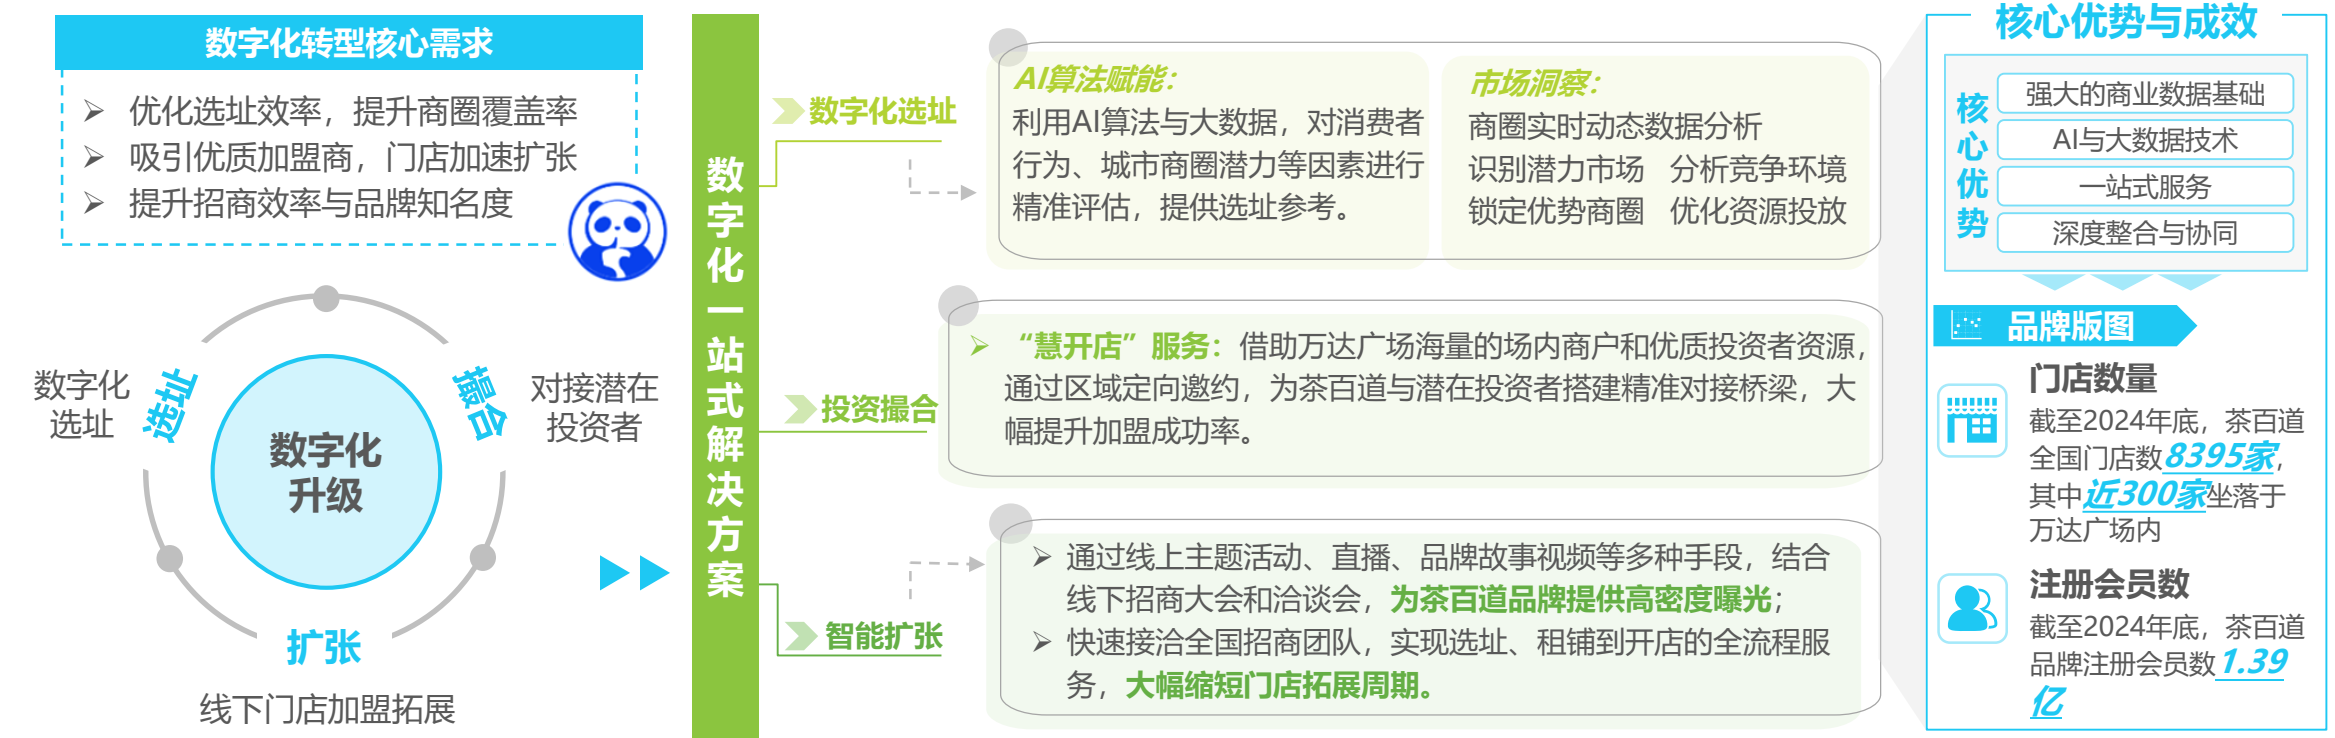 数字化转型核心需求
优化选址效率，提升商圈覆盖率
吸引优质加盟商，门店加速扩张
提升招商效率与品牌知名度
数字化
选址
选址
撮合
对接潜在
投资者
数字化
升级
扩张
线下门店加盟拓展
数字化一站式解决方案
数字化选址
AI算法赋能：
利用AI算法与大数据，对消费者
行为、城市商圈潜力等因素进行
精准评估，提供选址参考。
市场洞察：
商圈实时动态数据分析
识别潜力市场 分析竞争环境
锁定优势商圈 优化资源投放
投资撮合
“慧开店”服务：借助万达广场海量的场内商户和优质投资者资源，
通过区域定向邀约，为茶百道与潜在投资者搭建精准对接桥梁，大
幅提升加盟成功率。
智能扩张
通过线上主题活动、直播、品牌故事视频等多种手段，结合
线下招商大会和洽谈会，为茶百道品牌提供高密度曝光；
快速接洽全国招商团队，实现选址、租铺到开店的全流程服
务，大幅缩短门店拓展周期。
核心优势与成效
核心优势
强大的商业数据基础
AI与大数据技术
一站式服务
深度整合与协同
品牌版图
门店数量
截至2024年底，茶百道
全国门店数8395家，
其中近300家坐落于
万达广场内
注册会员数
截至2024年底，茶百道
品牌注册会员数1.39
亿